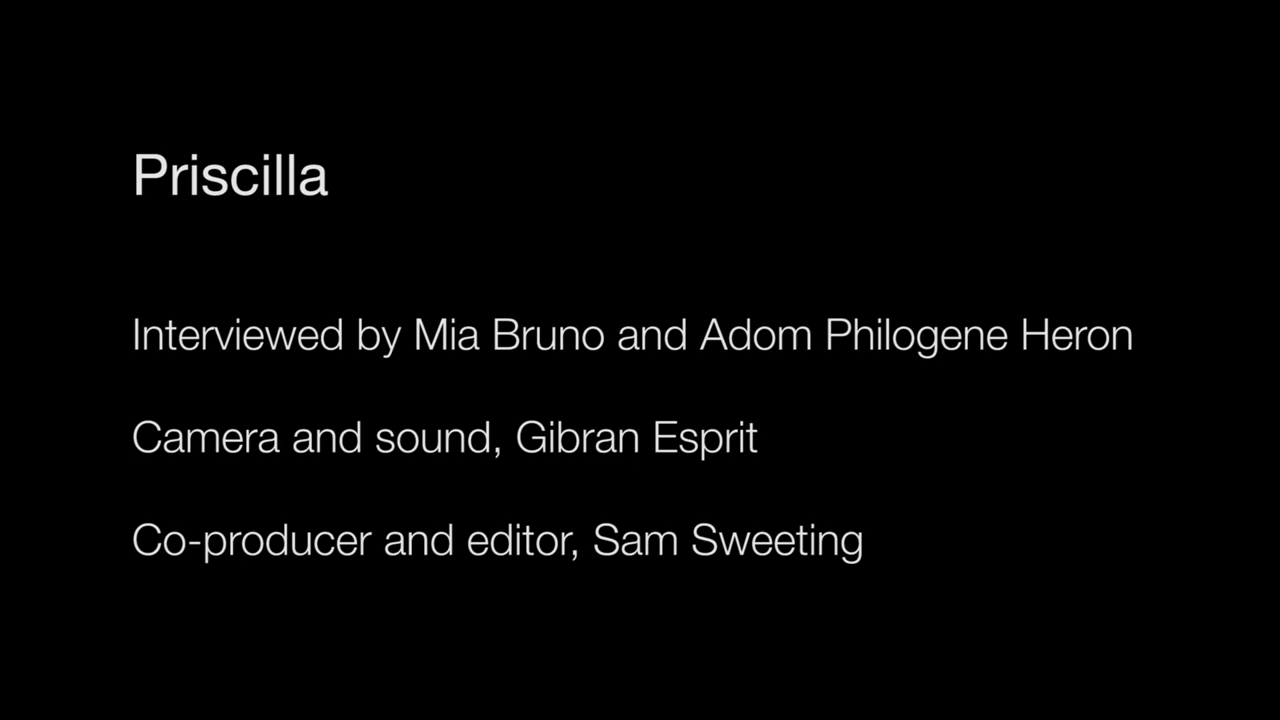 Priscilla
Interviewed by Mia Bruno and Adom Philogene Heron
Camera and sound, Gibran Esprit
Co-producer and editor, Sam Sweeting